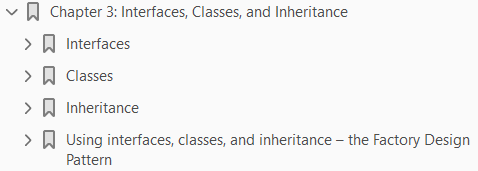 Chapter 3: Interfaces, Classes, and Inheritance
Interfaces
Classes
Inheritance
Using interfaces, classes, and inheritance – the Factory Design
Pattern